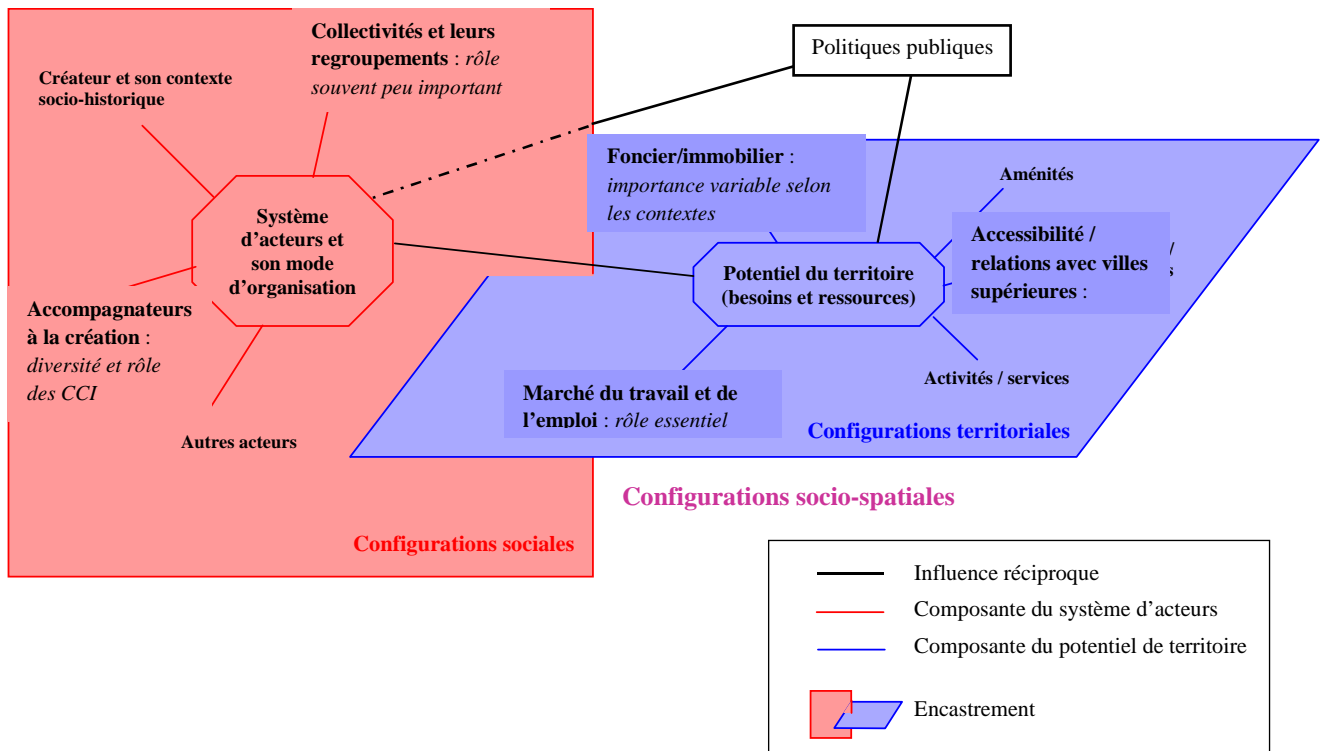 Collectivités et leurs
regroupements : rôle
souvent peu important
Créateur et son contexte
socio-historique
Politiques publiques
Foncier/immobilier :
importance variable selon
les contextes
Aménités
Système
d’acteurs et
son mode
d’organisation
Accessibilité /
relations avec villes
supérieures :
Potentiel du territoire
(besoins et ressources)
Accompagnateurs
à la création :
diversité et rôle
des CCI
Activités / services
Marché du travail et de
l’emploi : rôle essentiel
Autres acteurs
Configurations territoriales
Configurations socio-spatiales
Configurations sociales
Influence réciproque
Composante du système d’acteurs
Composante du potentiel de territoire
Encastrement